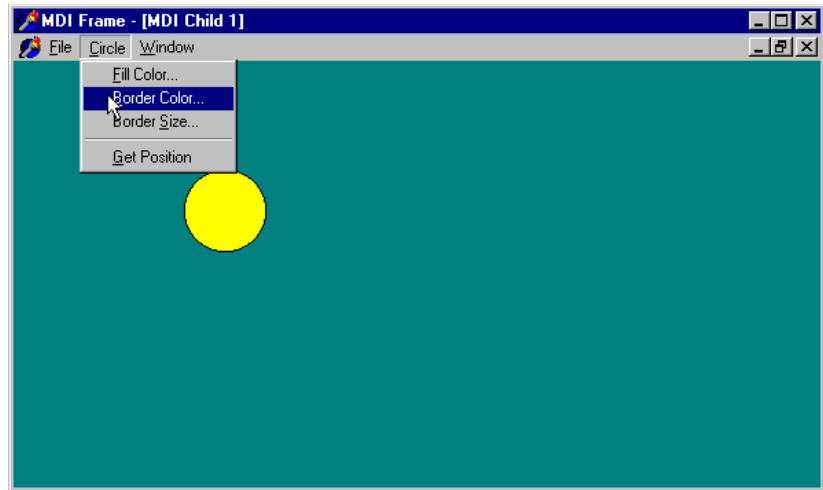 MDI Frame - [MDI Child 1]
File Circle Window
Fill Color...
Border Color...
Border Size...
Get Position